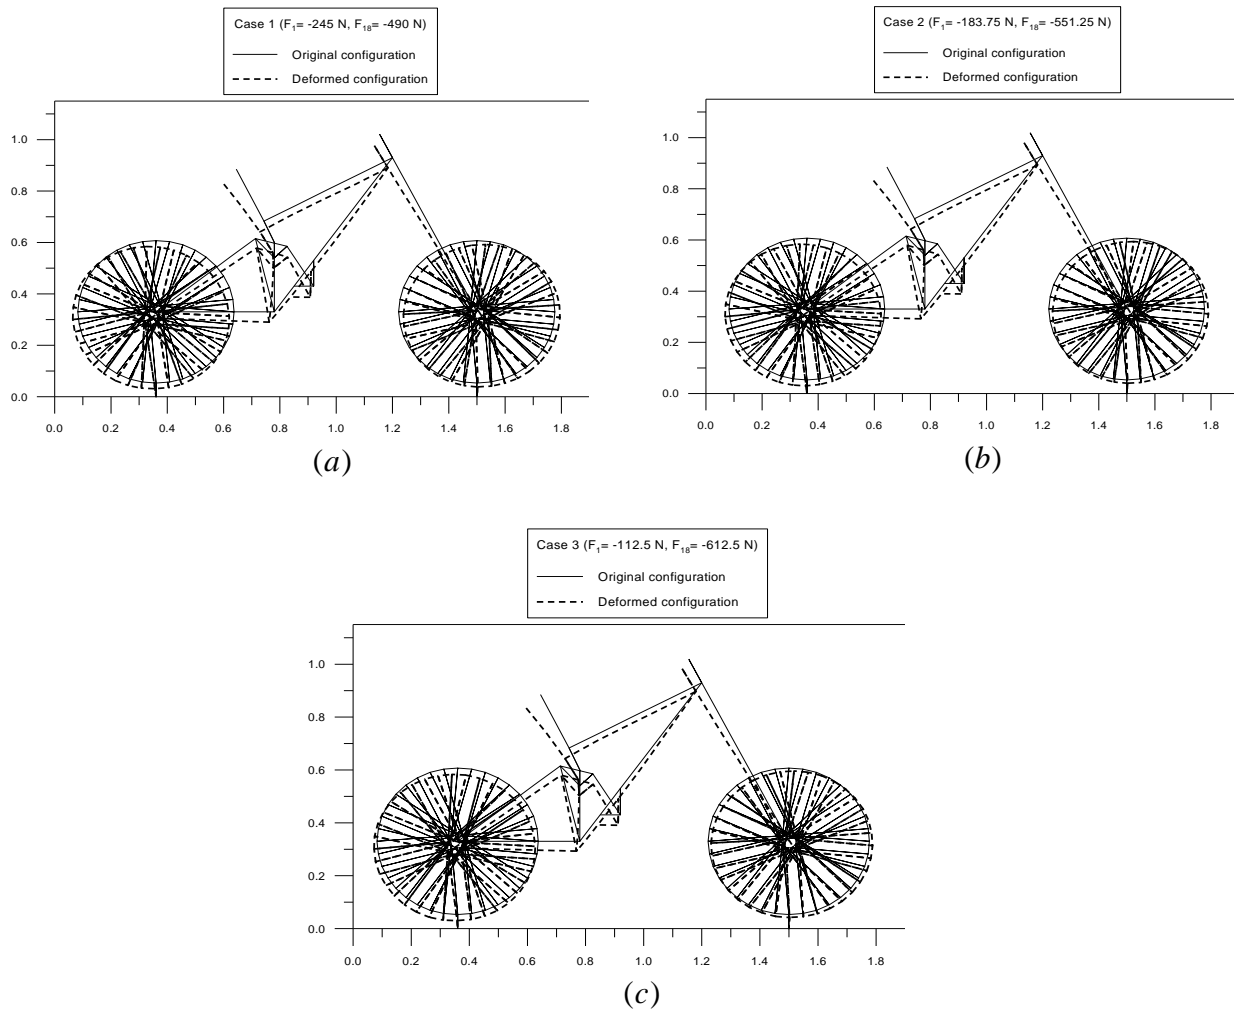 Case 1 (F1= -245 N, F18= -490 N)
Original configuration
Deformed configuration
1.0
0.8
0.6
0.4
0.2
0.0
0.0 0.2 0.4 0.6 0.8 1.0 1.2 1.4 1.6 1.8
(a)
Case 2 (F1= -183.75 N, F18= -551.25 N)
Original configuration
Deformed configuration
1.0
0.8
0.6
0.4
0.2
0.0
0.0 0.2 0.4 0.6 0.8 1.0 1.2 1.4 1.6 1.8
(b)
Case 3 (F1= -112.5 N, F18= -612.5 N)
Original configuration
Deformed configuration
1.0
0.8
0.6
0.4
0.2
0.0
0.0 0.2 0.4 0.6 0.8 1.0 1.2 1.4 1.6 1.8
(c)